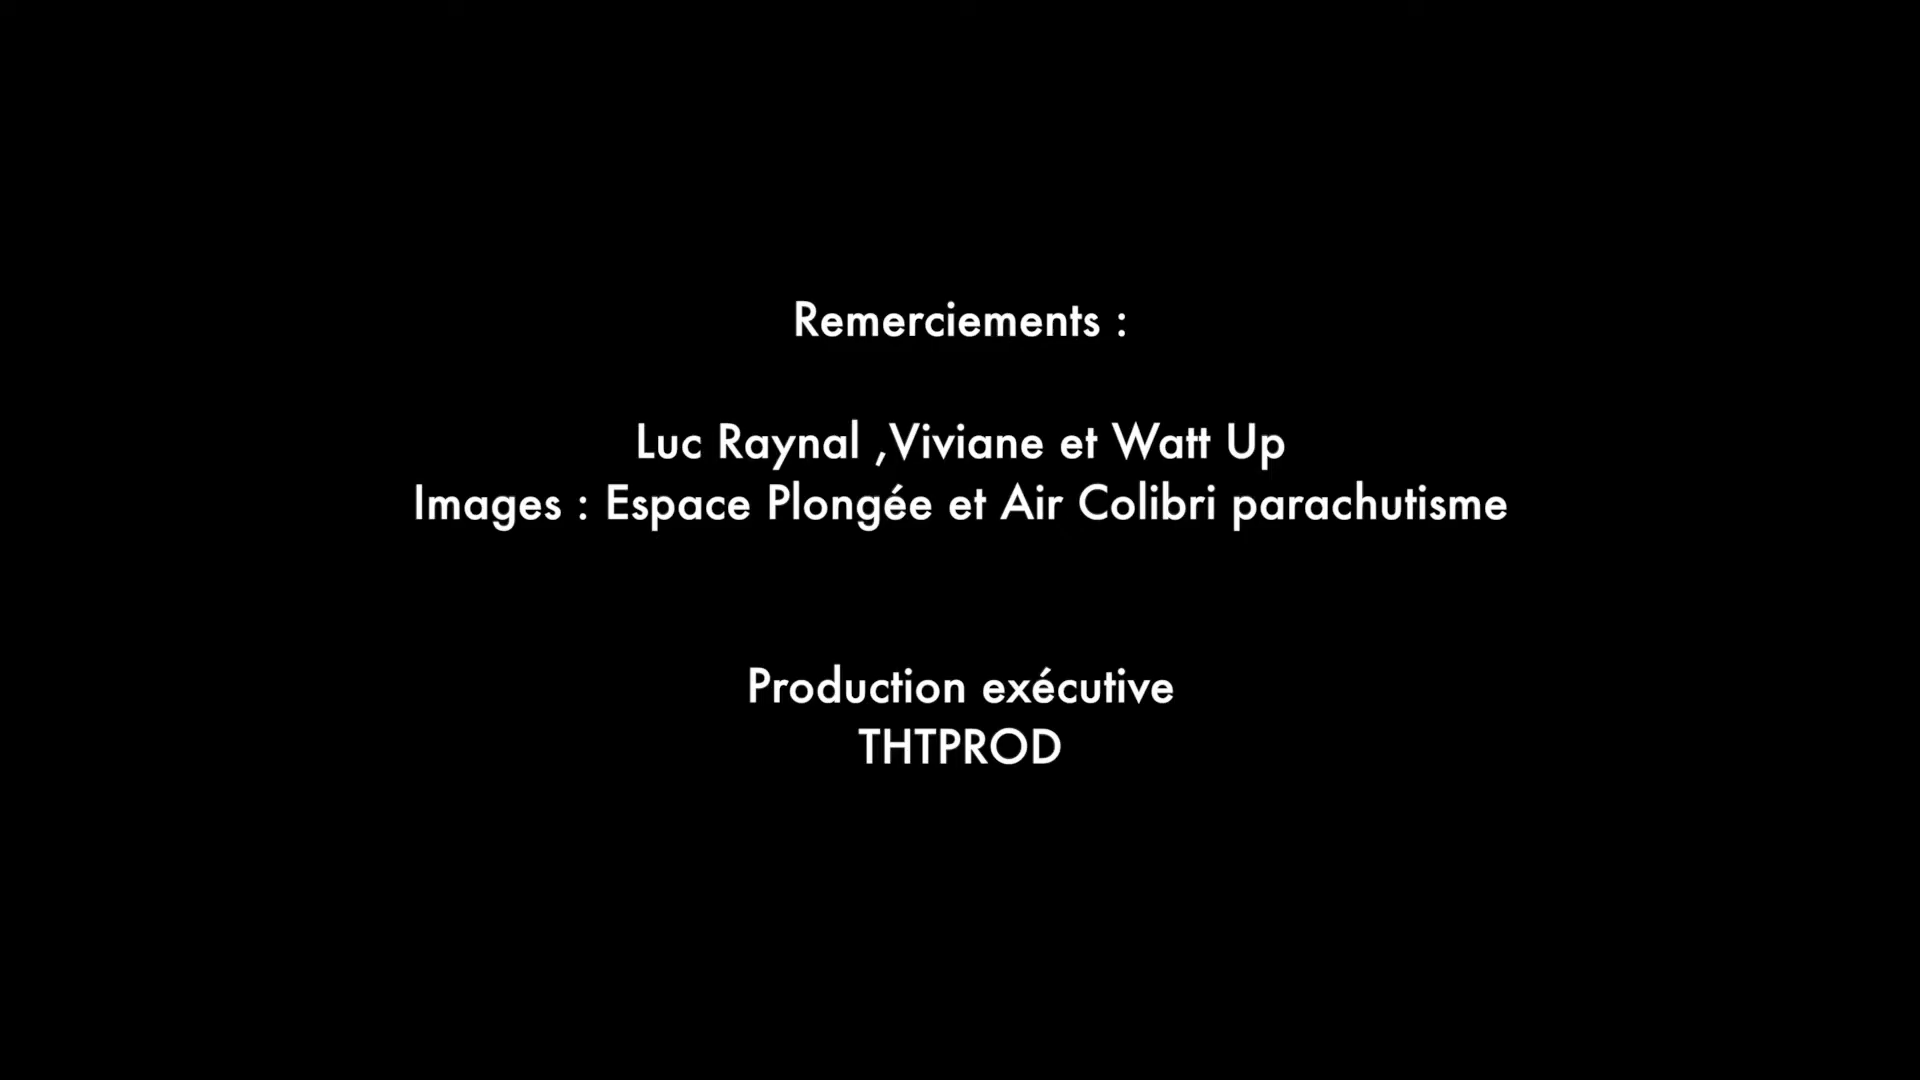 Remerciements :
Luc Raynal ,Viviane et Watt Up
Images : Espace Plongée et Air Colibri parachutisme
Production exécutive
THTPROD